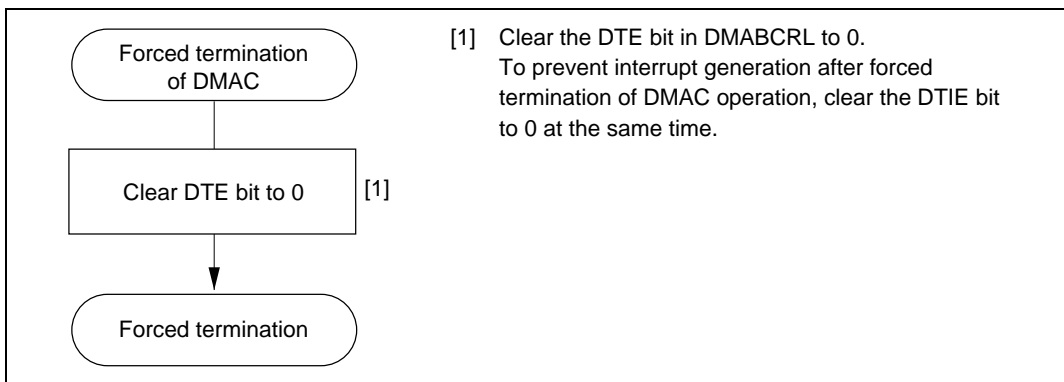 Forced termination
of DMAC
Clear DTE bit to 0
[1]
Forced termination
[1] Clear the DTE bit in DMABCRL to 0.
To prevent interrupt generation after forced
termination of DMAC operation, clear the DTIE bit
to 0 at the same time.